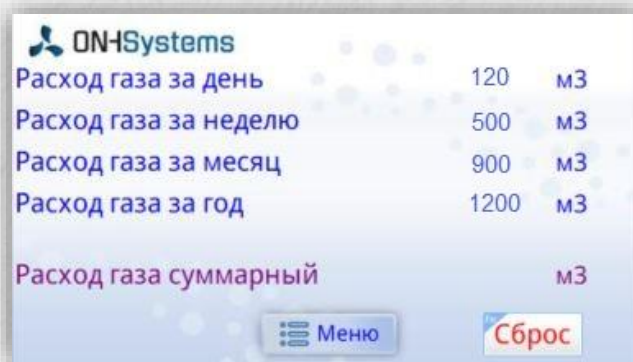 ONHSystems
Расход газа за день 120 м3
Расход газа за неделю 500 м3
Расход газа за месяц 900 м3
Расход газа за год 1200 м3
Расход газа суммарный м3
Меню Сброс